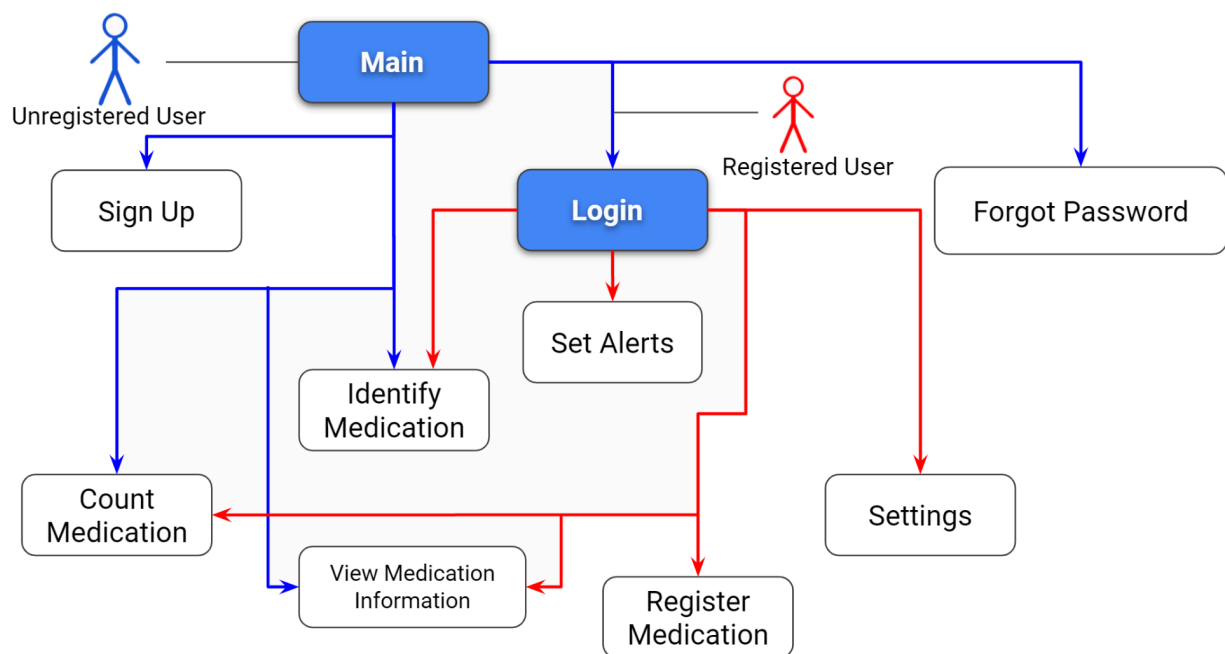 Main
Unregistered User
Registered User
Sign Up
Login
Forgot Password
Set Alerts
Identify
Medication
Count
Medication
Settings
View Medication
Information
Register
Medication